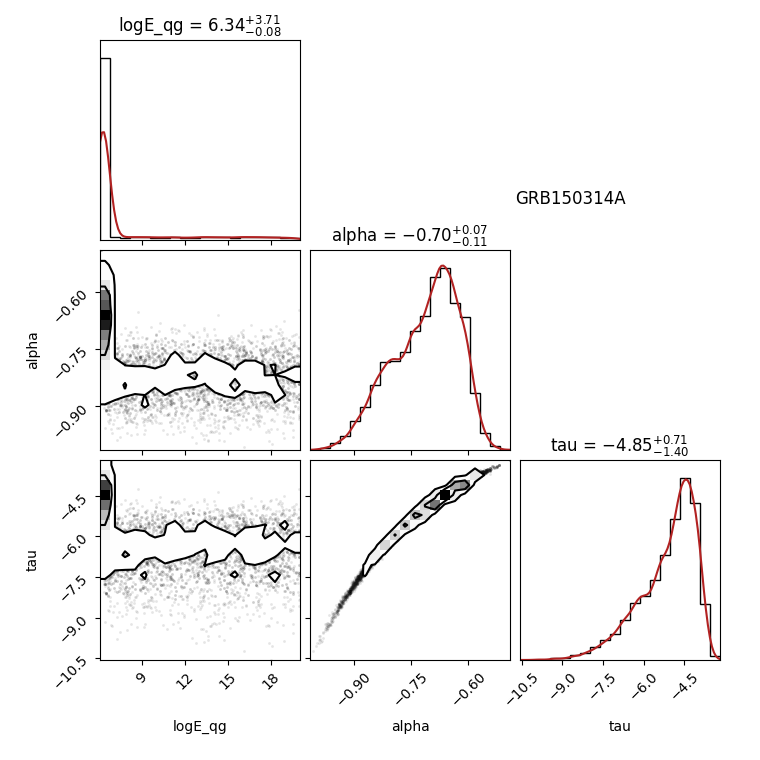 logE_qg = 6.34+3.71 −0.08
GRB150314A
alpha = −0.70+0.07 −0.11
−0.60
−0.75
−0.90
alpha
tau = −4.85+0.71 −1.40
−4.5
−6.0
−7.5
−9.0
−10.5
tau
9 12 15 18
−0.90 −0.75 −0.60
−10.5 −9.0 −7.5 −6.0 −4.5
logE_qg alpha tau